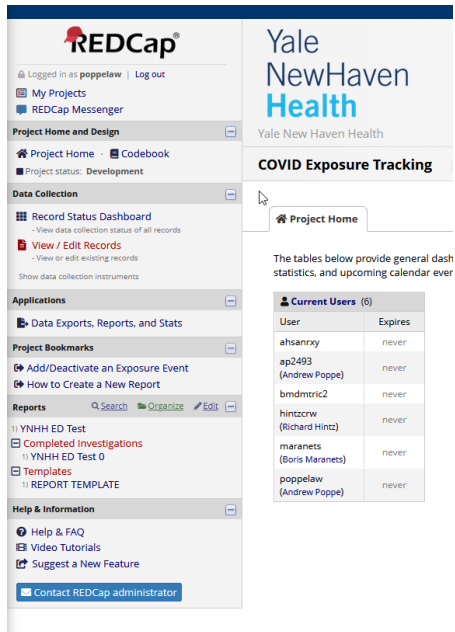 REDCap®
Logged in as poppelaw | Log out
My Projects
REDCap Messenger
Project Home and Design
Project Home · Codebook
Project status: Development
Data Collection
Record Status Dashboard
- View data collection status of all records
View / Edit Records
- View or edit existing records
Show data collection instruments
Applications
Data Exports, Reports, and Stats
Project Bookmarks
Add/Deactivate an Exposure Event
How to Create a New Report
Reports Search Organize Edit
1) YNHH ED Test
Completed Investigations
1) YNHH ED Test 0
Templates
1) REPORT TEMPLATE
Help & Information
Help & FAQ
Video Tutorials
Suggest a New Feature
Contact REDCap administrator
Yale
NewHaven
Health
Yale New Haven Health
COVID Exposure Tracking
Project Home
The tables below provide general dash
statistics, and upcoming calendar ever
Current Users (6)
User Expires
ahsanrxy never
ap2493
(Andrew Poppe) never
bmdmtric2 never
hintzcrw
(Richard Hintz) never
maranets
(Boris Maranets) never
poppelaw
(Andrew Poppe) never